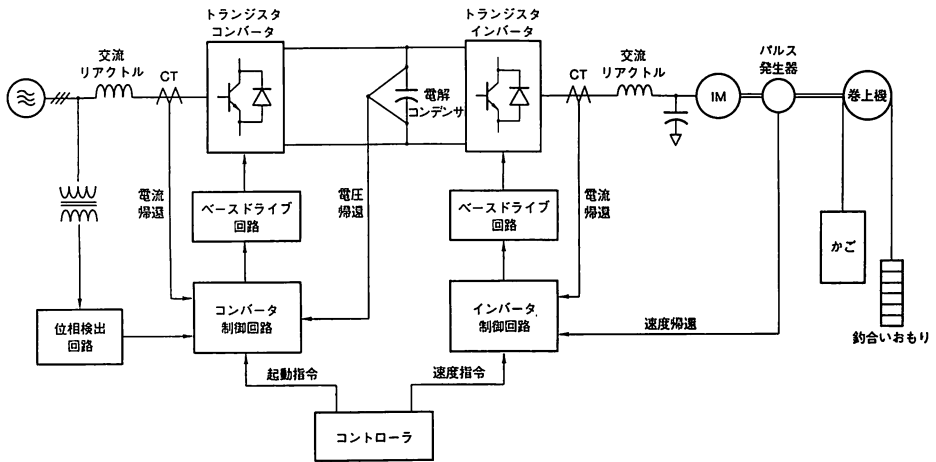 トランジスタ
コンバータ
トランジスタ
インバータ
交流
リアクトル
CT
電解
コンデンサ
CT
交流
リアクトル
パルス
発生器
IM
巻上機
電流
帰還
ベースドライブ
回路
電圧
帰還
ベースドライブ
回路
電流
帰還
かご
位相検出
回路
コンバータ
制御回路
インバータ
制御回路
速度帰還
釣合いおもり
起動指令
速度指令
コントローラ